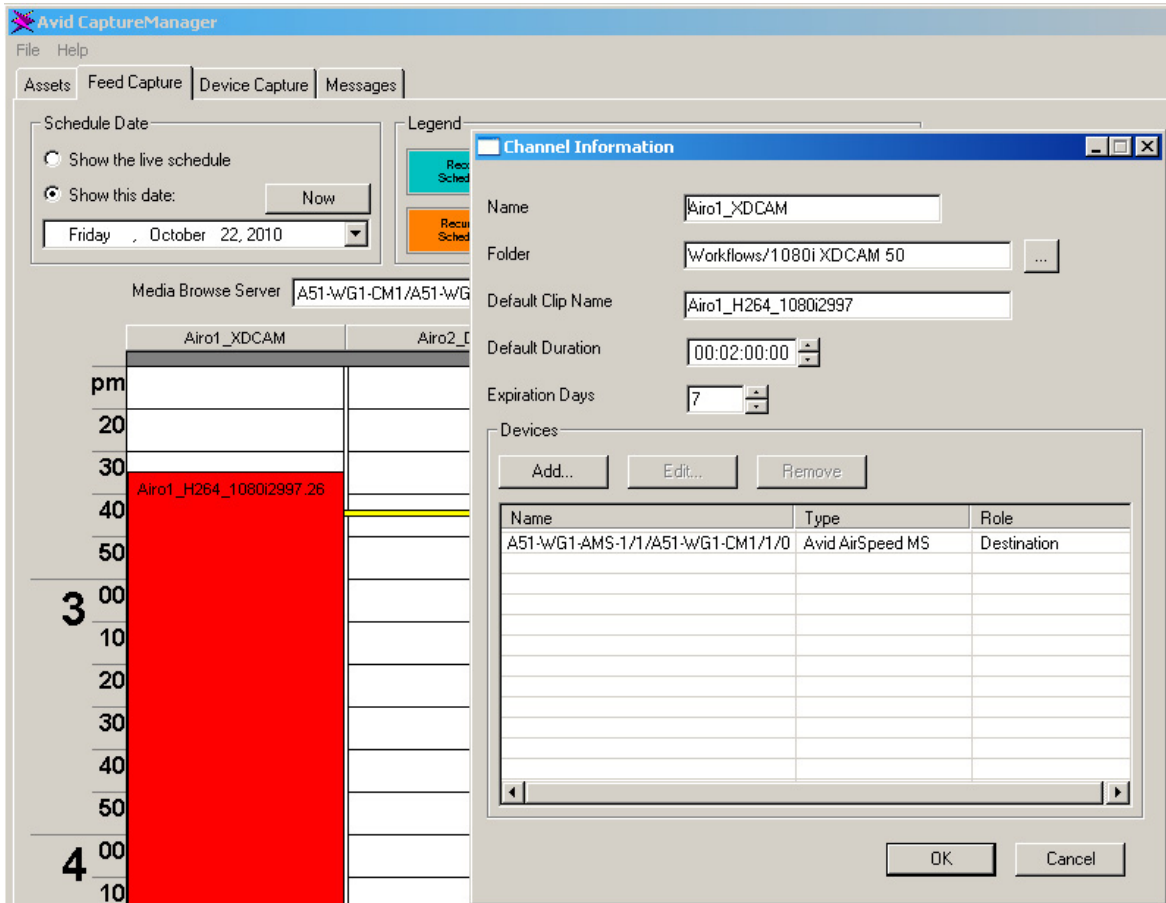 Avid CaptureManager
File Help
Assets Feed Capture Device Capture Messages
Schedule Date
Show the live schedule
Show this date:
Now
Friday , October 22, 2010
Legend
Media Browse Server A51-WG1-CM1/A51-WG
Airo1_XDCAM
pm
20
30
Airo1_H264_1080i2997.26
40
50
3 00
10
20
30
40
50
4 00
10
Channel Information
Name Airo1_XDCAM
Folder Workflows/1080i XDCAM 50 ...
Default Clip Name Airo1_H264_1080i2997
Default Duration 00:02:00:00
Expiration Days 7
Devices
Add... Edit... Remove
Name Type Role
A51-WG1-AMS-1/1/A51-WG1-CM1/1/0 Avid AirSpeed MS Destination
OK Cancel